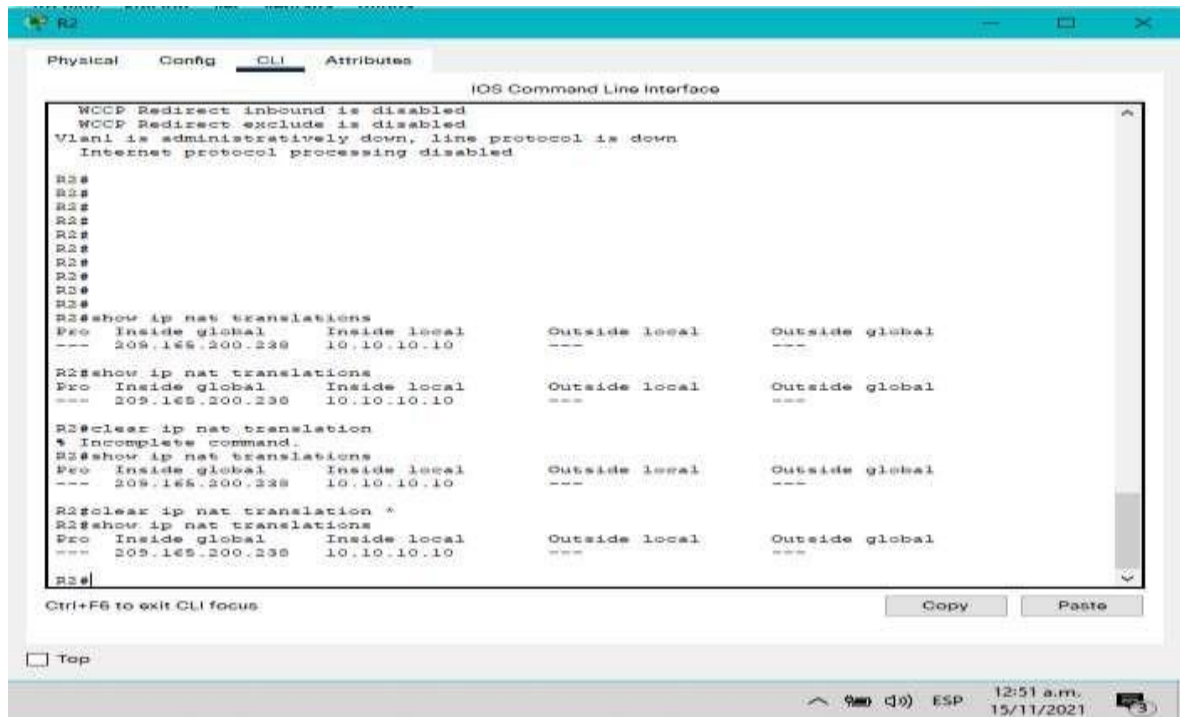 R2
Physical Config CLI Attributes
IOS Command Line Interface
WCCP Redirect inbound is disabled
WCCP Redirect exclude is disabled
Vlan1 is administratively down, line protocol is down
Internet protocol processing disabled
R2#
R2#
R2#
R2#
R2#
R2#
R2#
R2#
R2#
R2#
R2#show ip nat translations
Pro Inside global Inside local Outside local Outside global
--- 209.165.200.238 10.10.10.10 --- ---
R2#show ip nat translations
Pro Inside global Inside local Outside local Outside global
--- 209.165.200.238 10.10.10.10 --- ---
R2#clear ip nat translation
% Incomplete command.
R2#show ip nat translations
Pro Inside global Inside local Outside local Outside global
--- 209.165.200.238 10.10.10.10 --- ---
R2#clear ip nat translation *
R2#show ip nat translations
Pro Inside global Inside local Outside local Outside global
--- 209.165.200.238 10.10.10.10 --- ---
R2#
Ctrl+F6 to exit CLI focus
Copy Paste
Top
ESP 12:51 a.m.
15/11/2021
3